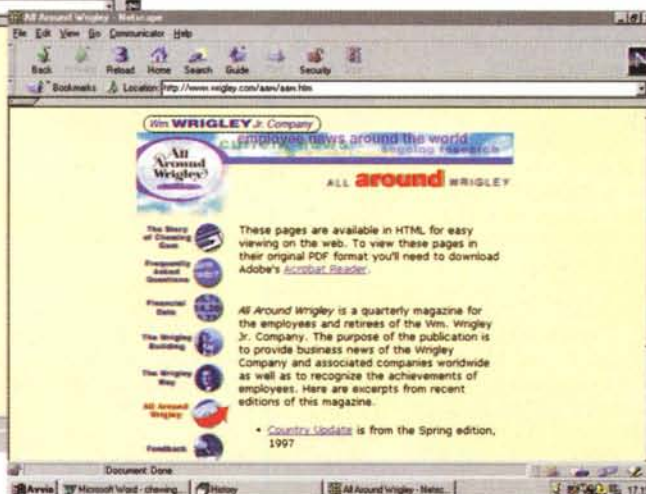 All Around Wrigley - Netscape
File Edit View Go Communicator Help
Back Reload Home Search Guide Security
Bookmarks Location: http://www.wrigley.com/aaw/aaw.htm
Wm. WRIGLEY Jr. Company
employee news around the world
ongoing research
All
Around
Wrigley
ALL around WRIGLEY
The Story
of Chewing
Gum
Frequently
Asked
Questions
Financial
Data
The Wrigley
Building
The Wrigley
Way
All Around
Wrigley
Feedback
These pages are available in HTML for easy
viewing on the web. To view these pages in
their original PDF format you'll need to download
Adobe's Acrobat Reader.
All Around Wrigley is a quarterly magazine for
the employees and retirees of the Wm. Wrigley
Jr. Company. The purpose of the publication is
to provide business news of the Wrigley
Company and associated companies worldwide
as well as to recognize the achievements of
employees. Here are excerpts from recent
editions of this magazine.
• Country Update is from the Spring edition,
1997
Document Done
Avvio Microsoft Word - chewing... History All Around Wrigley - Netsc...